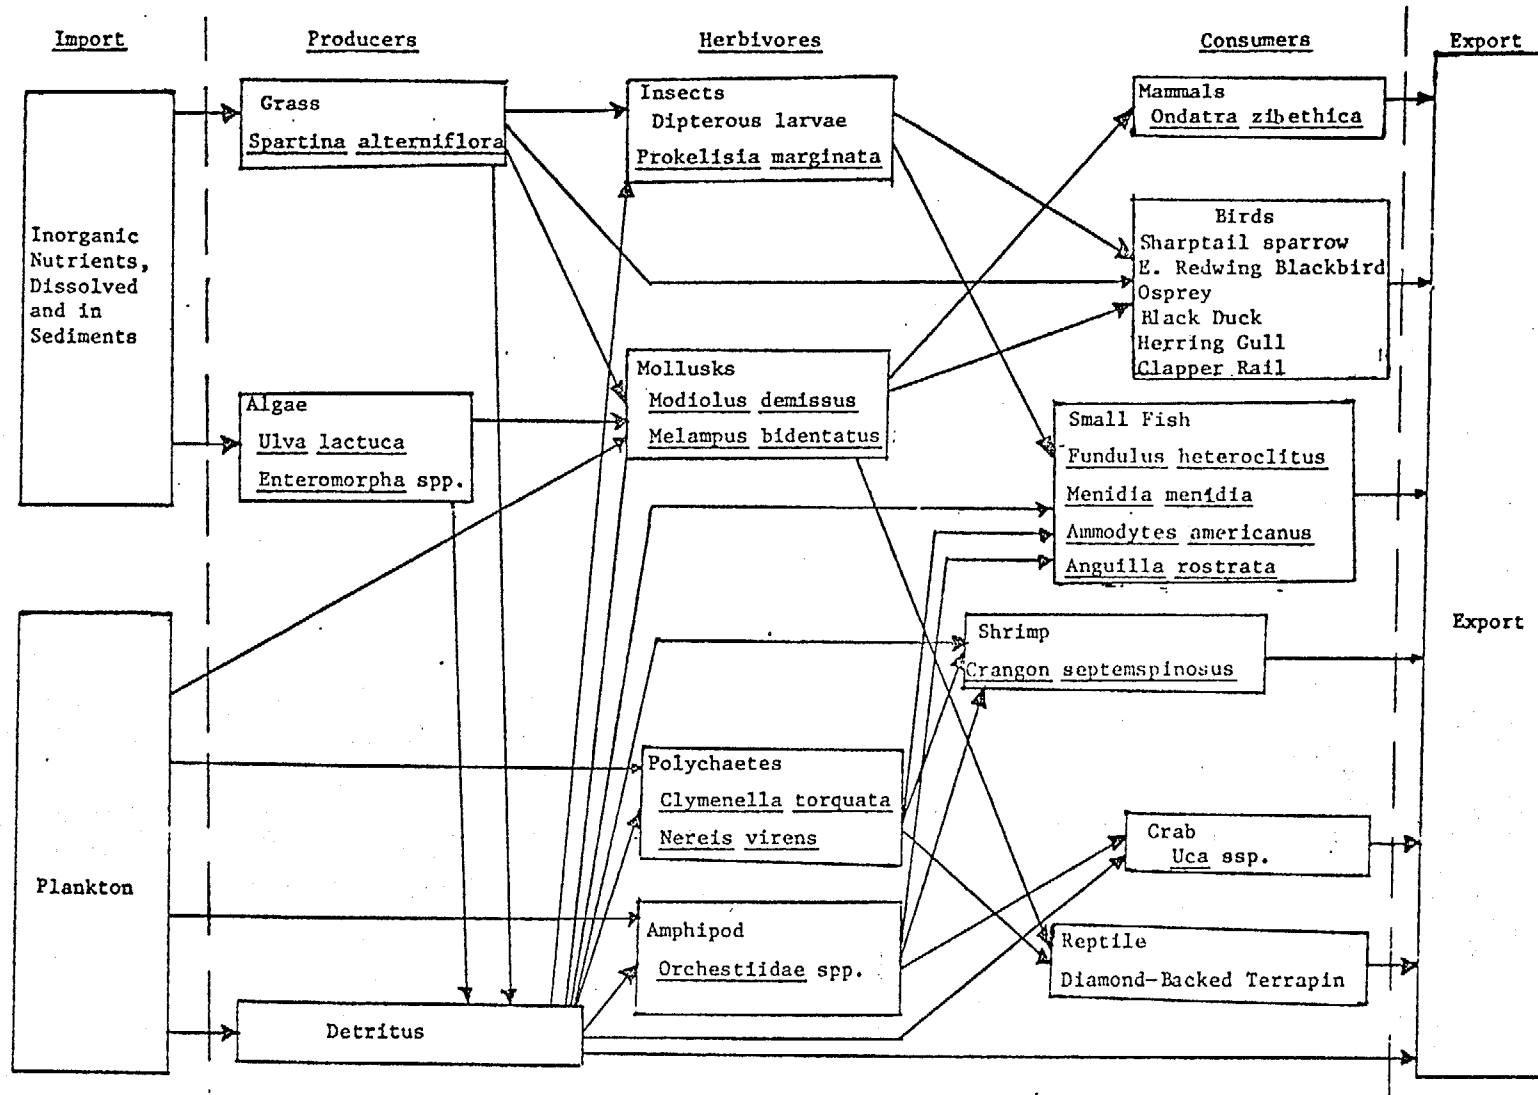 Import
Producers
Herbivores
Consumers
Export
Inorganic
Nutrients,
Dissolved
and in
Sediments
Plankton
Grass
Spartina alterniflora
Algae
Ulva lactuca
Enteromorpha spp.
Detritus
Insects
Dipterous larvae
Prokelisia marginata
Mollusks
Modiolus demissus
Melampus bidentatus
Polychaetes
Clymenella torquata
Nereis virens
Amphipod
Orchestiidae spp.
Mammals
Ondatra zibethica
Birds
Sharptail sparrow
E. Redwing Blackbird
Osprey
Black Duck
Herring Gull
Clapper Rail
Small Fish
Fundulus heteroclitus
Menidia menidia
Ammodytes americanus
Anguilla rostrata
Shrimp
Crangon septemspinosus
Crab
Uca ssp.
Reptile
Diamond-Backed Terrapin
Export